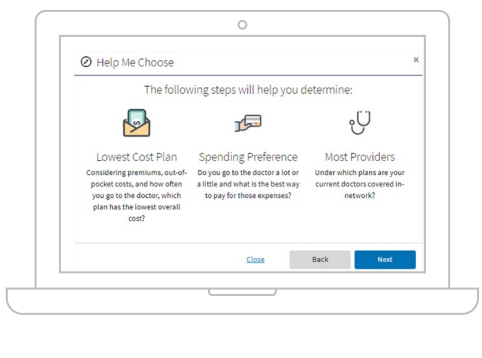 Help Me Choose
×
The following steps will help you determine:
Lowest Cost Plan
Considering premiums, out-of-
pocket costs, and how often
you go to the doctor, which
plan has the lowest overall
cost?
Spending Preference
Do you go to the doctor a lot or
a little and what is the best way
to pay for those expenses?
Most Providers
Under which plans are your
current doctors covered in-
network?
Close
Back
Next